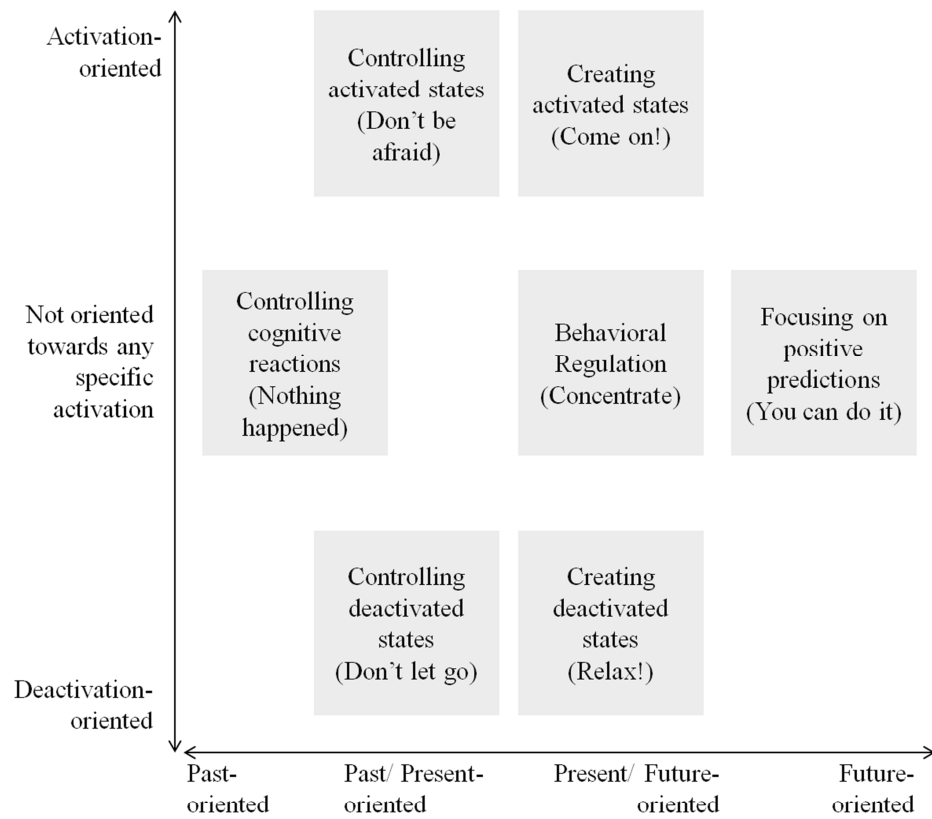 Activation-
oriented
Controlling
activated states
(Don't be
afraid)
Creating
activated states
(Come on!)
Not oriented
towards any
specific
activation
Controlling
cognitive
reactions
(Nothing
happened)
Behavioral
Regulation
(Concentrate)
Focusing on
positive
predictions
(You can do it)
Deactivation-
oriented
Controlling
deactivated
states
(Don't let go)
Creating
deactivated
states
(Relax!)
Past-
oriented
Past/ Present-
oriented
Present/ Future-
oriented
Future-
oriented